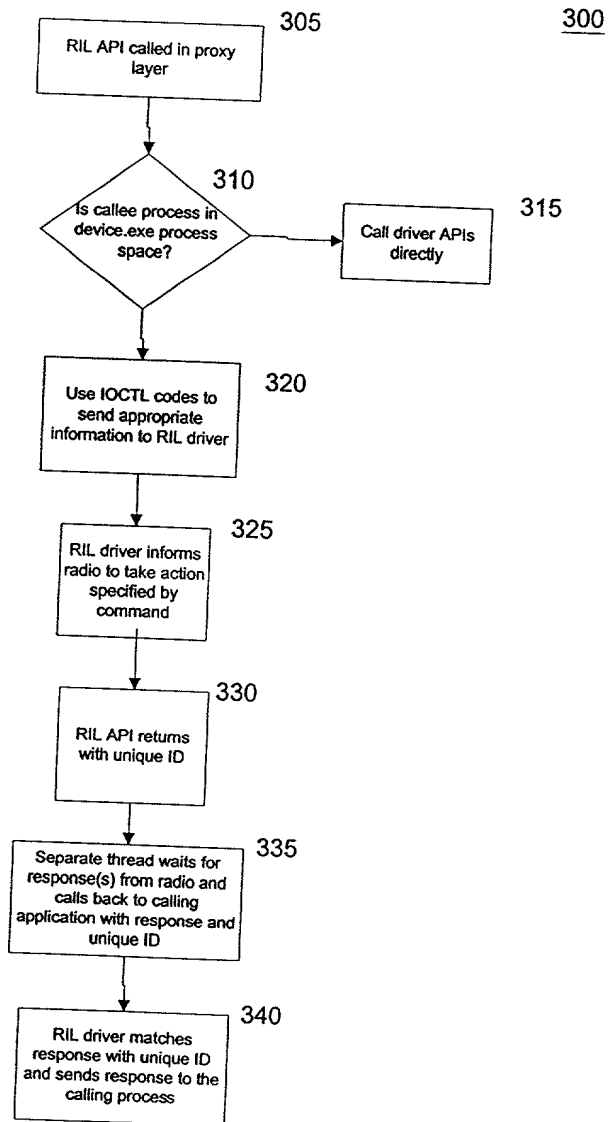 300
305
RIL API called in proxy
layer
310
Is callee process in
device.exe process
space?
315
Call driver APIs
directly
320
Use IOCTL codes to
send appropriate
information to RIL driver
325
RIL driver informs
radio to take action
specified by
command
330
RIL API returns
with unique ID
335
Separate thread waits for
response(s) from radio and
calls back to calling
application with response and
unique ID
340
RIL driver matches
response with unique ID
and sends response to the
calling process